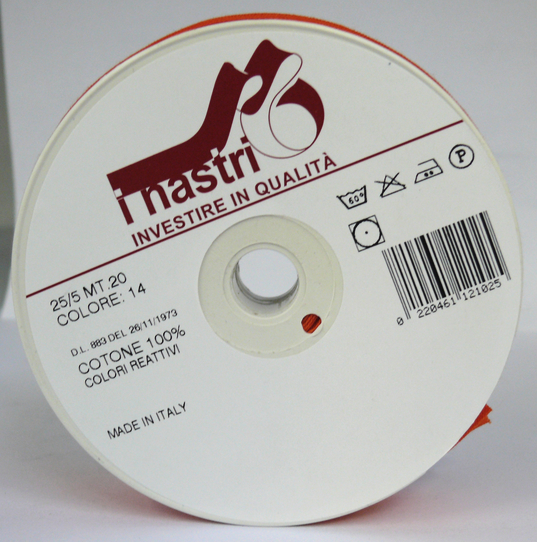 i nastri
INVESTIRE IN QUALITÀ
60°
P
25/5 MT.20
COLORE: 14
D.L. 883 DEL 26/11/1973
COTONE 100%
COLORI REATTIVI
MADE IN ITALY
0 220461 121025